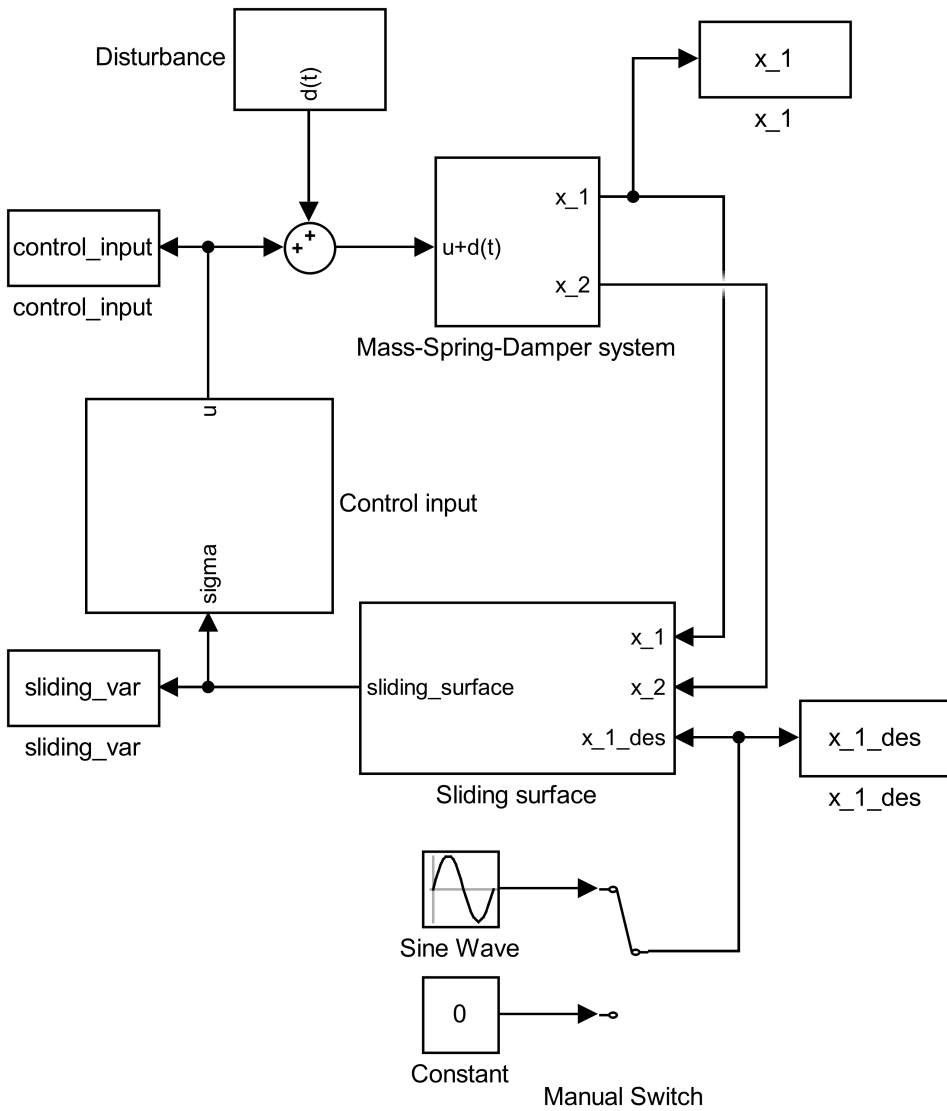 Disturbance
d(t)
x_1
x_1
+
+
control_input
control_input
u+d(t)
x_1
x_2
Mass-Spring-Damper system
u
Control input
sigma
sliding_var
sliding_var
sliding_surface
x_1
x_2
x_1_des
Sliding surface
x_1_des
x_1_des
Sine Wave
0
Constant
Manual Switch